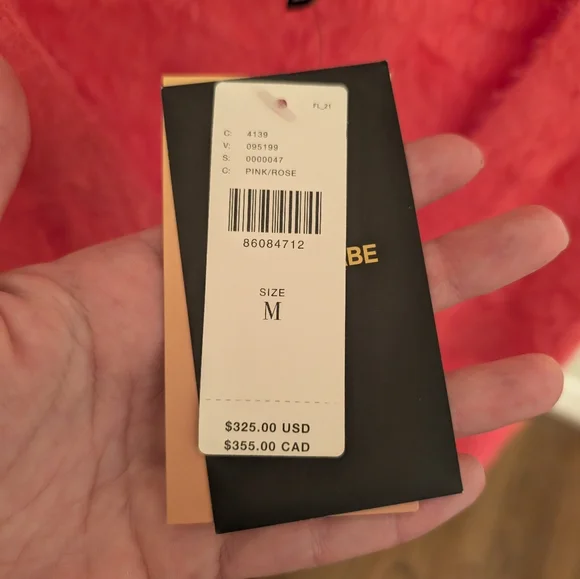 FL_21
C: 4139
V: 095199
S: 0000047
C: PINK/ROSE
86084712
BE
SIZE
M
$325.00 USD
$355.00 CAD